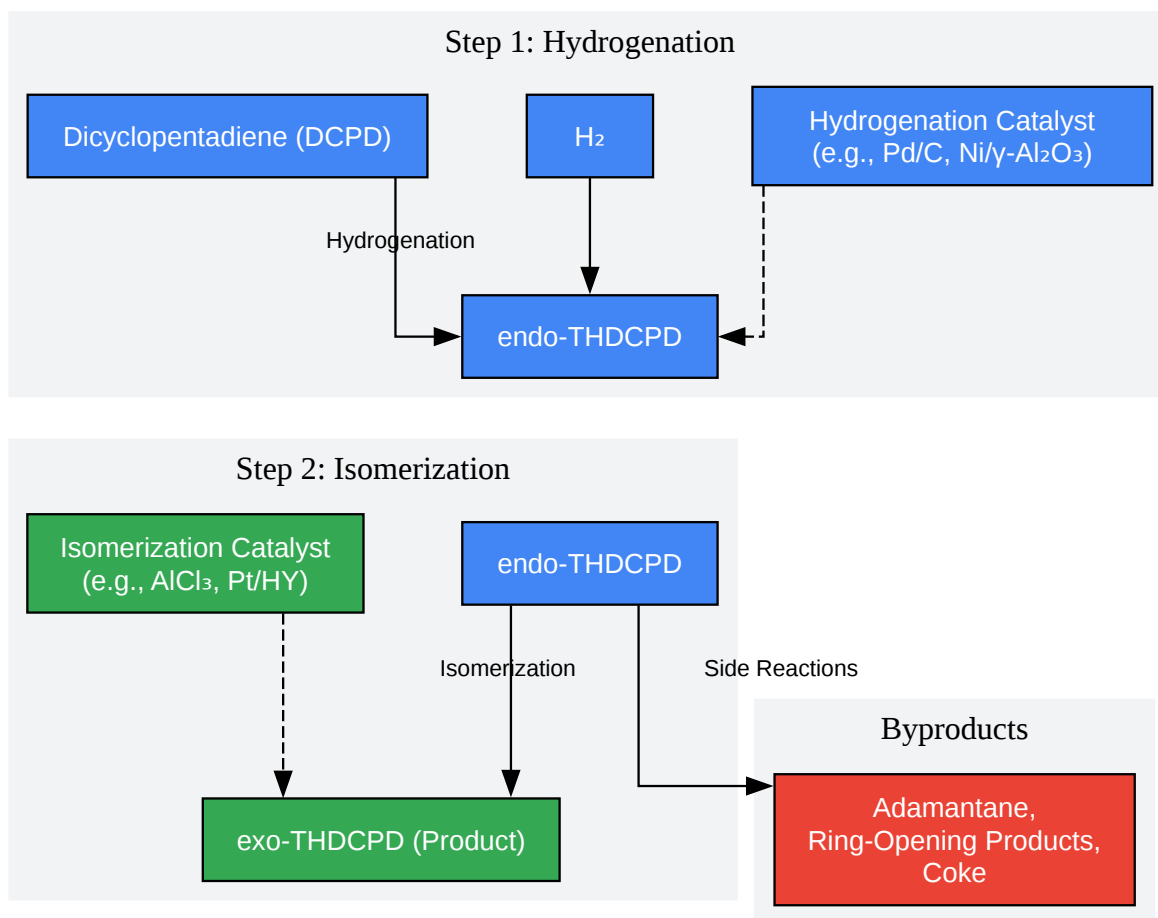 Step 1: Hydrogenation
Dicyclopentadiene (DCPD)
H₂
Hydrogenation Catalyst
(e.g., Pd/C, Ni/γ-Al₂O₃)
Hydrogenation
endo-THDCPD
Step 2: Isomerization
Isomerization Catalyst
(e.g., AlCl₃, Pt/HY)
endo-THDCPD
Isomerization
Side Reactions
exo-THDCPD (Product)
Byproducts
Adamantane,
Ring-Opening Products,
Coke